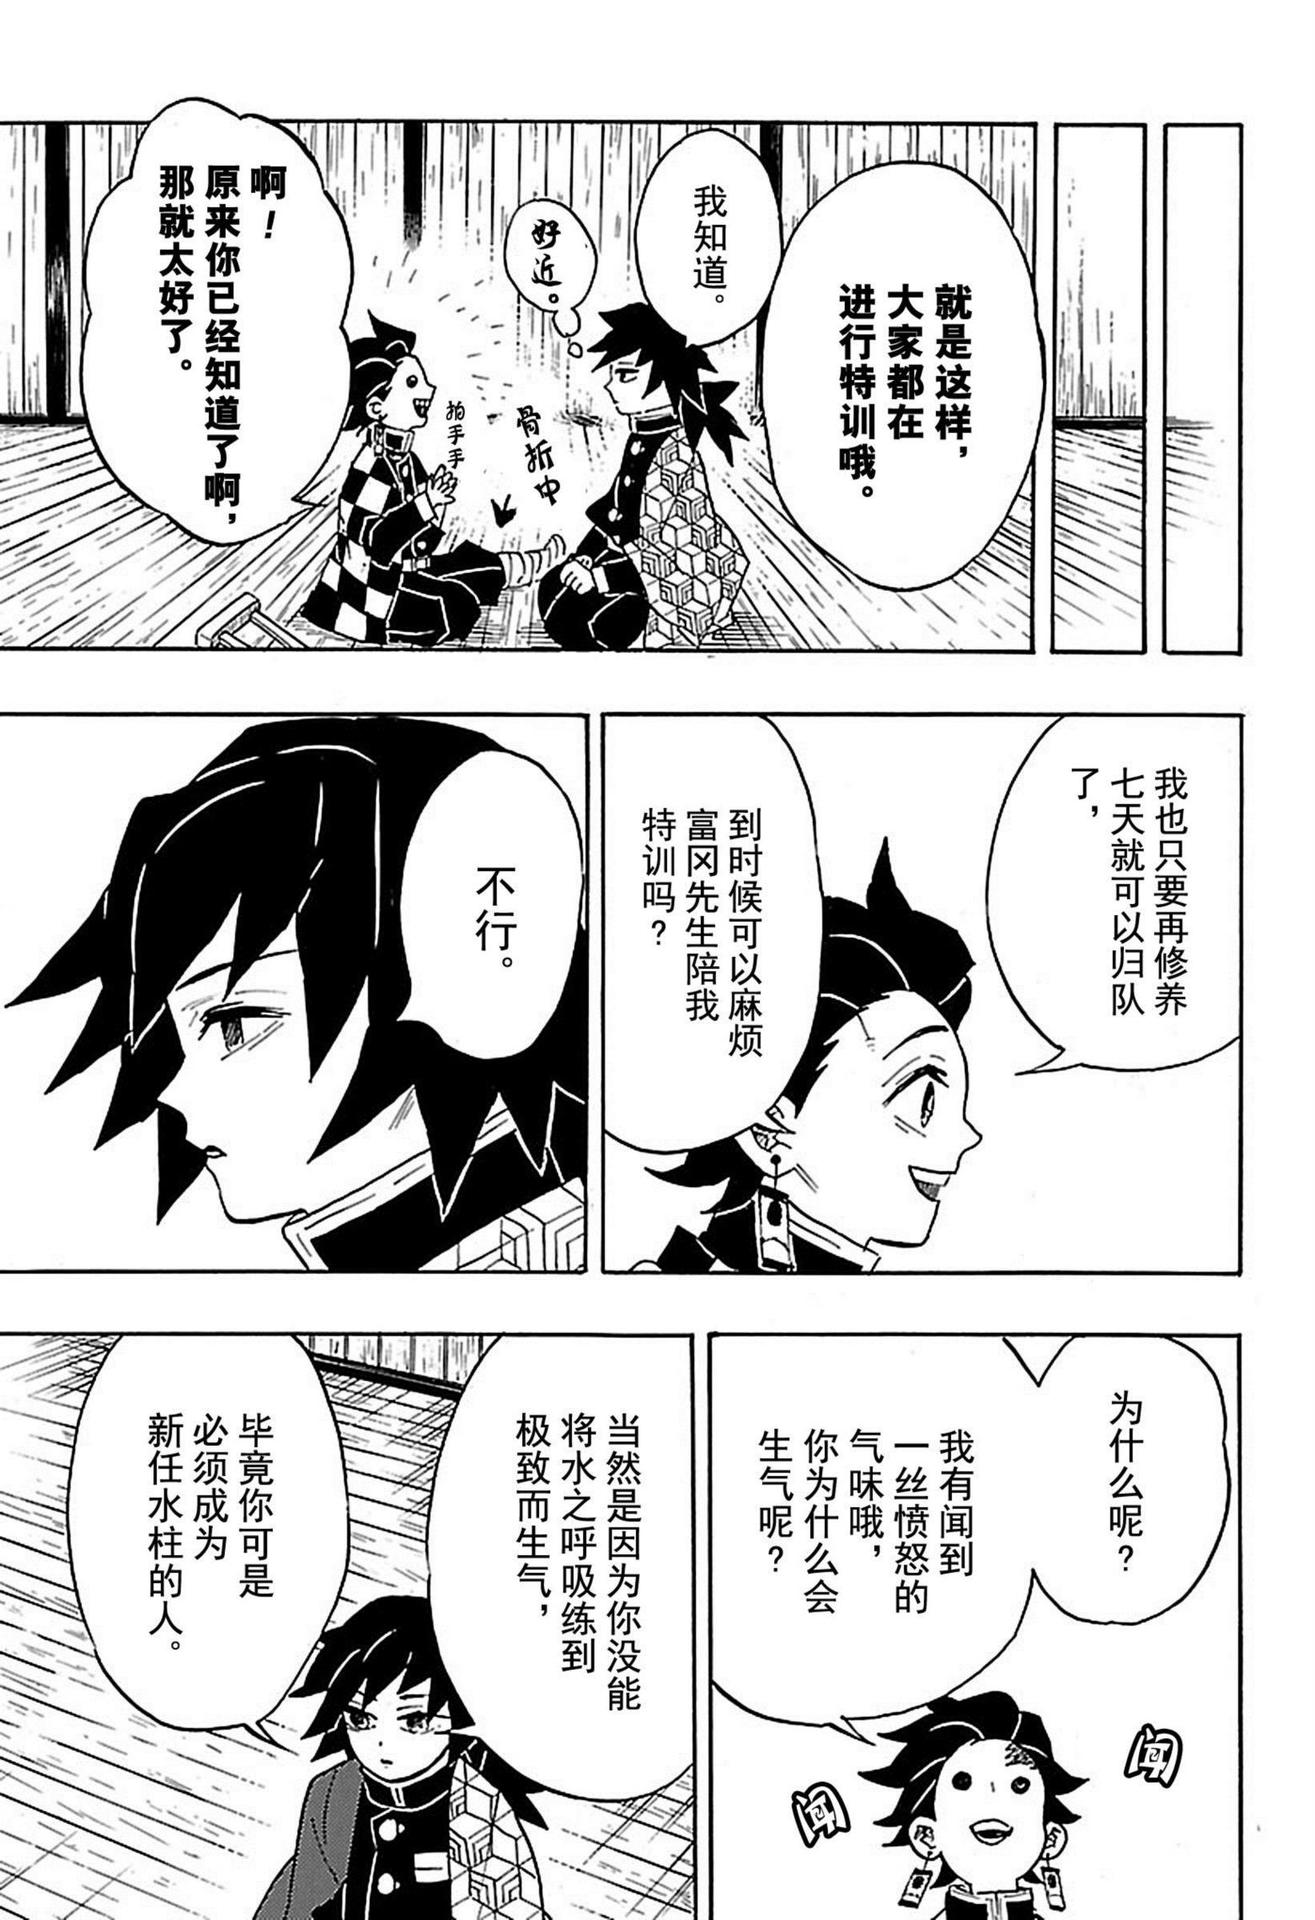 就是这样，
大家都在
进行特训哦。
我知道。
好近。
骨折中
拍手手
啊！
原来你已经知道了啊，
那就太好了。
我也只要再修养
七天就可以归队
了，
到时候可以麻烦
富冈先生陪我
特训吗？
不行。
为什么呢？
我有闻到
一丝愤怒的
气味哦，
你为什么会
生气呢？
闻
闻
当然是因为你没能
将水之呼吸练到
极致而生气，
毕竟你可是
必须成为
新任水柱的人。